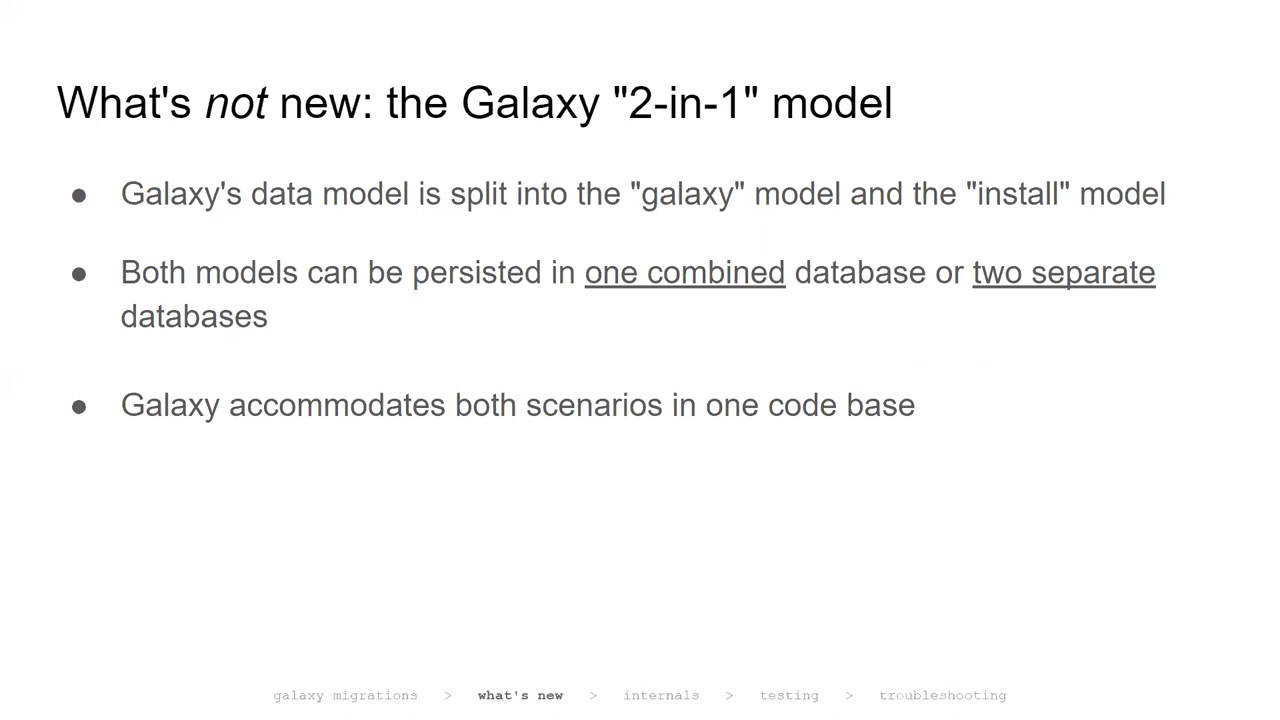 What's not new: the Galaxy "2-in-1" model
● Galaxy's data model is split into the "galaxy" model and the "install" model
● Both models can be persisted in one combined database or two separate
databases
● Galaxy accommodates both scenarios in one code base
galaxy migrations > what's new > internals > testing > troubleshooting